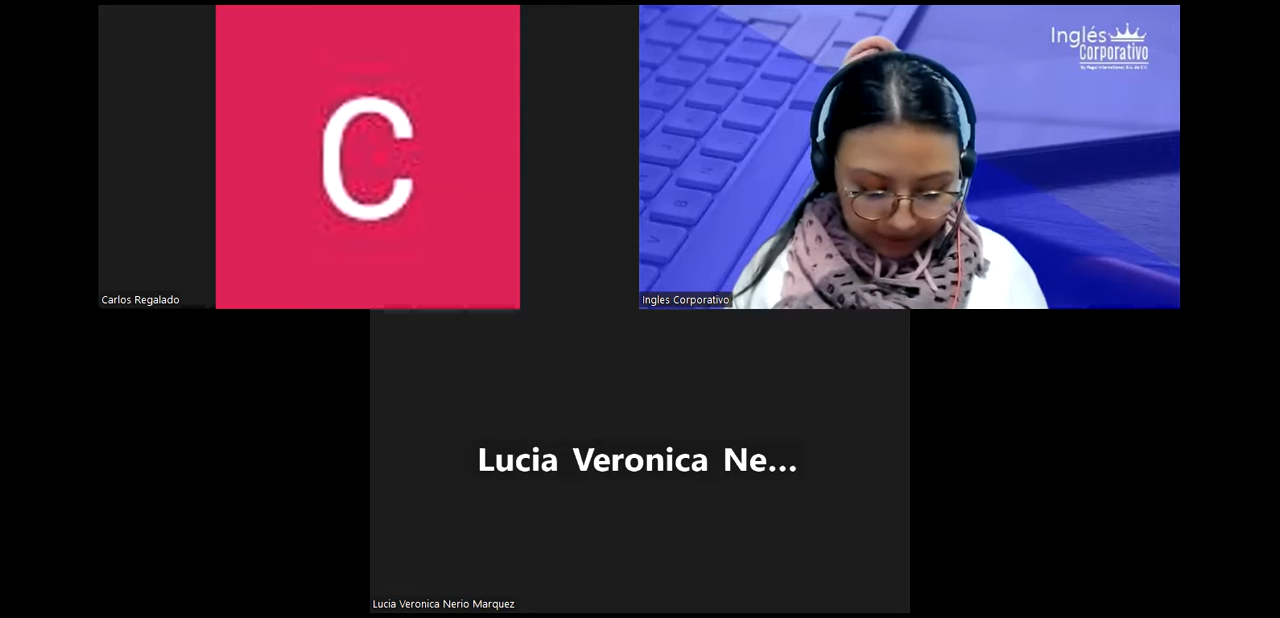 C
Carlos Regalado
Inglés
Corporativo
Ingles Corporativo
Lucia Veronica Ne...
Lucia Veronica Nerio Marquez